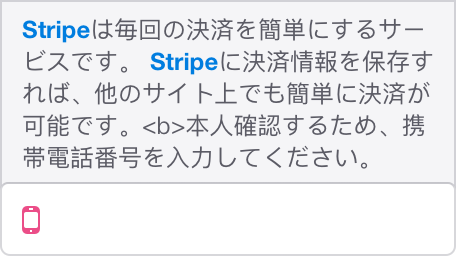 Stripeは毎回の決済を簡単にするサー
ビスです。 Stripeに決済情報を保存す
れば、他のサイト上でも簡単に決済が
可能です。<b>本人確認するため、携
帯電話番号を入力してください。